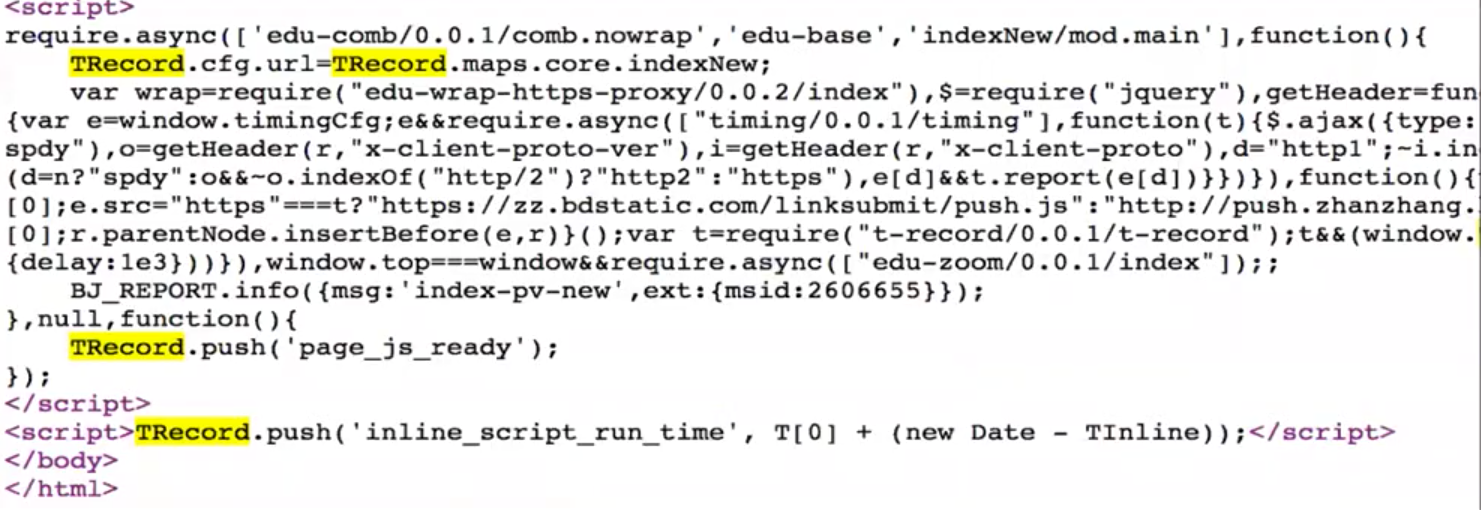 <script>
require.async(['edu-comb/0.0.1/comb.nowrap','edu-base','indexNew/mod.main'],function(){
    TRecord.cfg.url=TRecord.maps.core.indexNew;
    var wrap=require("edu-wrap-https-proxy/0.0.2/index"),$=require("jquery"),getHeader=fun
{var e=window.timingCfg;e&&require.async(["timing/0.0.1/timing"],function(t){$.ajax({type:
spdy"),o=getHeader(r,"x-client-proto-ver"),i=getHeader(r,"x-client-proto"),d="http1";~i.in
(d=n?"spdy":o&&~o.indexOf("http/2")?"http2":"https"),e[d]&&t.report(e[d])}})}),function(){
[0];e.src="https"===t?"https://zz.bdstatic.com/linksubmit/push.js":"http://push.zhanzhang.
[0];r.parentNode.insertBefore(e,r)}();var t=require("t-record/0.0.1/t-record");t&&(window.
{delay:1e3}))}),window.top===window&&require.async(["edu-zoom/0.0.1/index"]);;
    BJ_REPORT.info({msg:'index-pv-new',ext:{msid:2606655}});
},null,function(){
    TRecord.push('page_js_ready');
});
</script>
<script>TRecord.push('inline_script_run_time', T[0] + (new Date - TInline));</script>
</body>
</html>